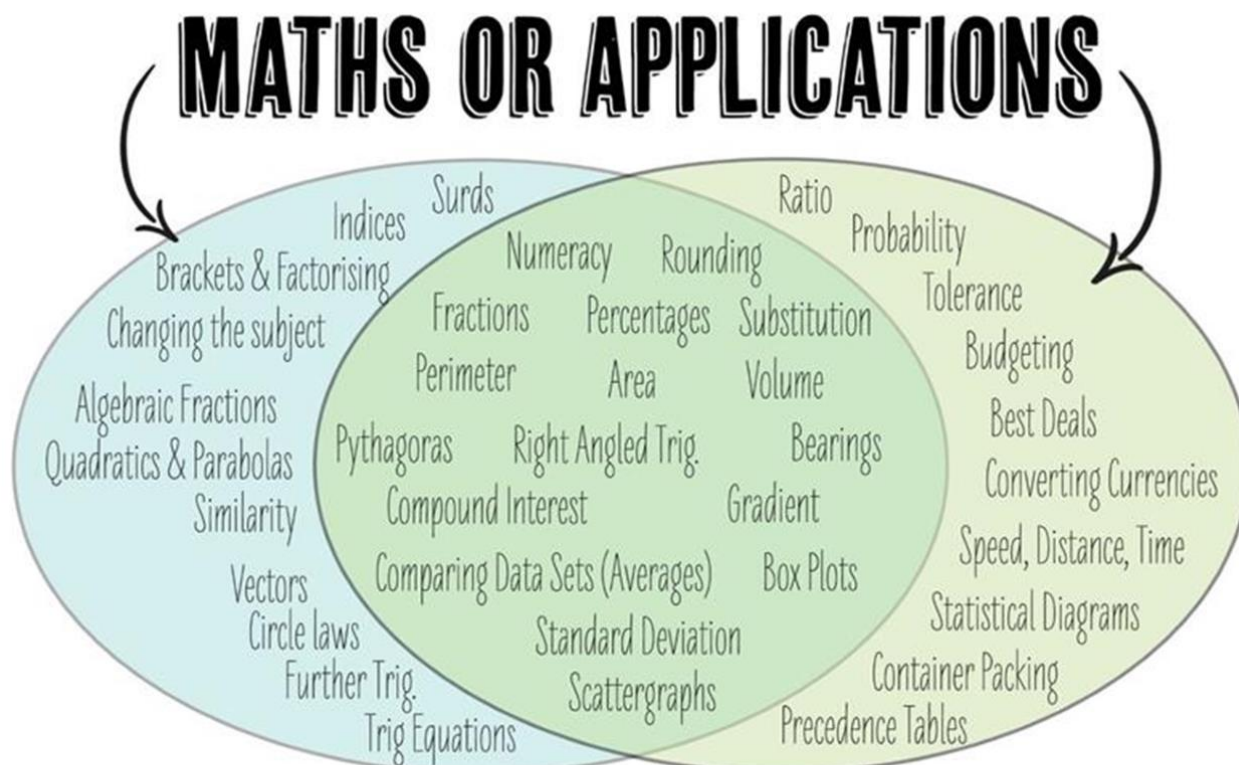 MATHS OR APPLICATIONS
Surds
Indices
Brackets & Factorising
Changing the subject
Algebraic Fractions
Quadratics & Parabolas
Similarity
Vectors
Circle laws
Further Trig.
Trig Equations
Numeracy
Rounding
Fractions
Percentages
Substitution
Perimeter
Area
Volume
Pythagoras
Right Angled Trig.
Bearings
Compound Interest
Gradient
Comparing Data Sets (Averages)
Box Plots
Standard Deviation
Scattergraphs
Ratio
Probability
Tolerance
Budgeting
Best Deals
Converting Currencies
Speed, Distance, Time
Statistical Diagrams
Container Packing
Precedence Tables